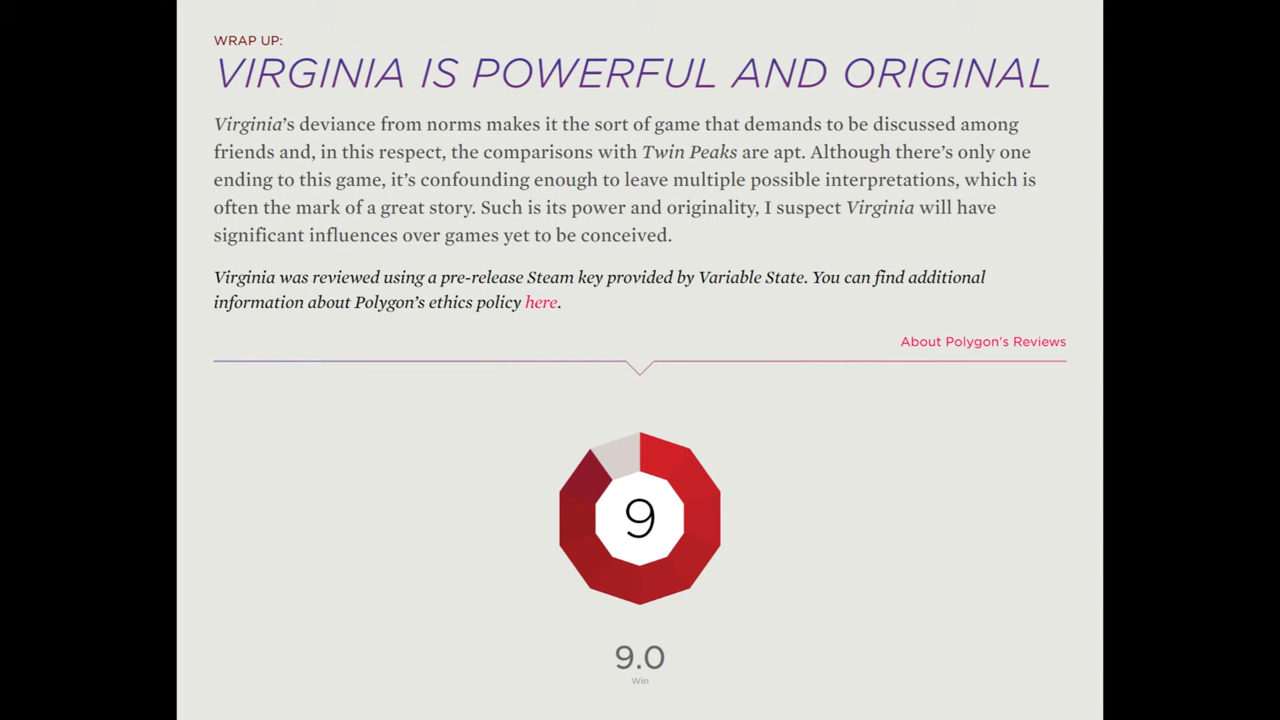 WRAP UP:
VIRGINIA IS POWERFUL AND ORIGINAL
Virginia’s deviance from norms makes it the sort of game that demands to be discussed among
friends and, in this respect, the comparisons with Twin Peaks are apt. Although there’s only one
ending to this game, it’s confounding enough to leave multiple possible interpretations, which is
often the mark of a great story. Such is its power and originality, I suspect Virginia will have
significant influences over games yet to be conceived.
Virginia was reviewed using a pre-release Steam key provided by Variable State. You can find additional
information about Polygon’s ethics policy here.
About Polygon's Reviews
9
9.0
Win